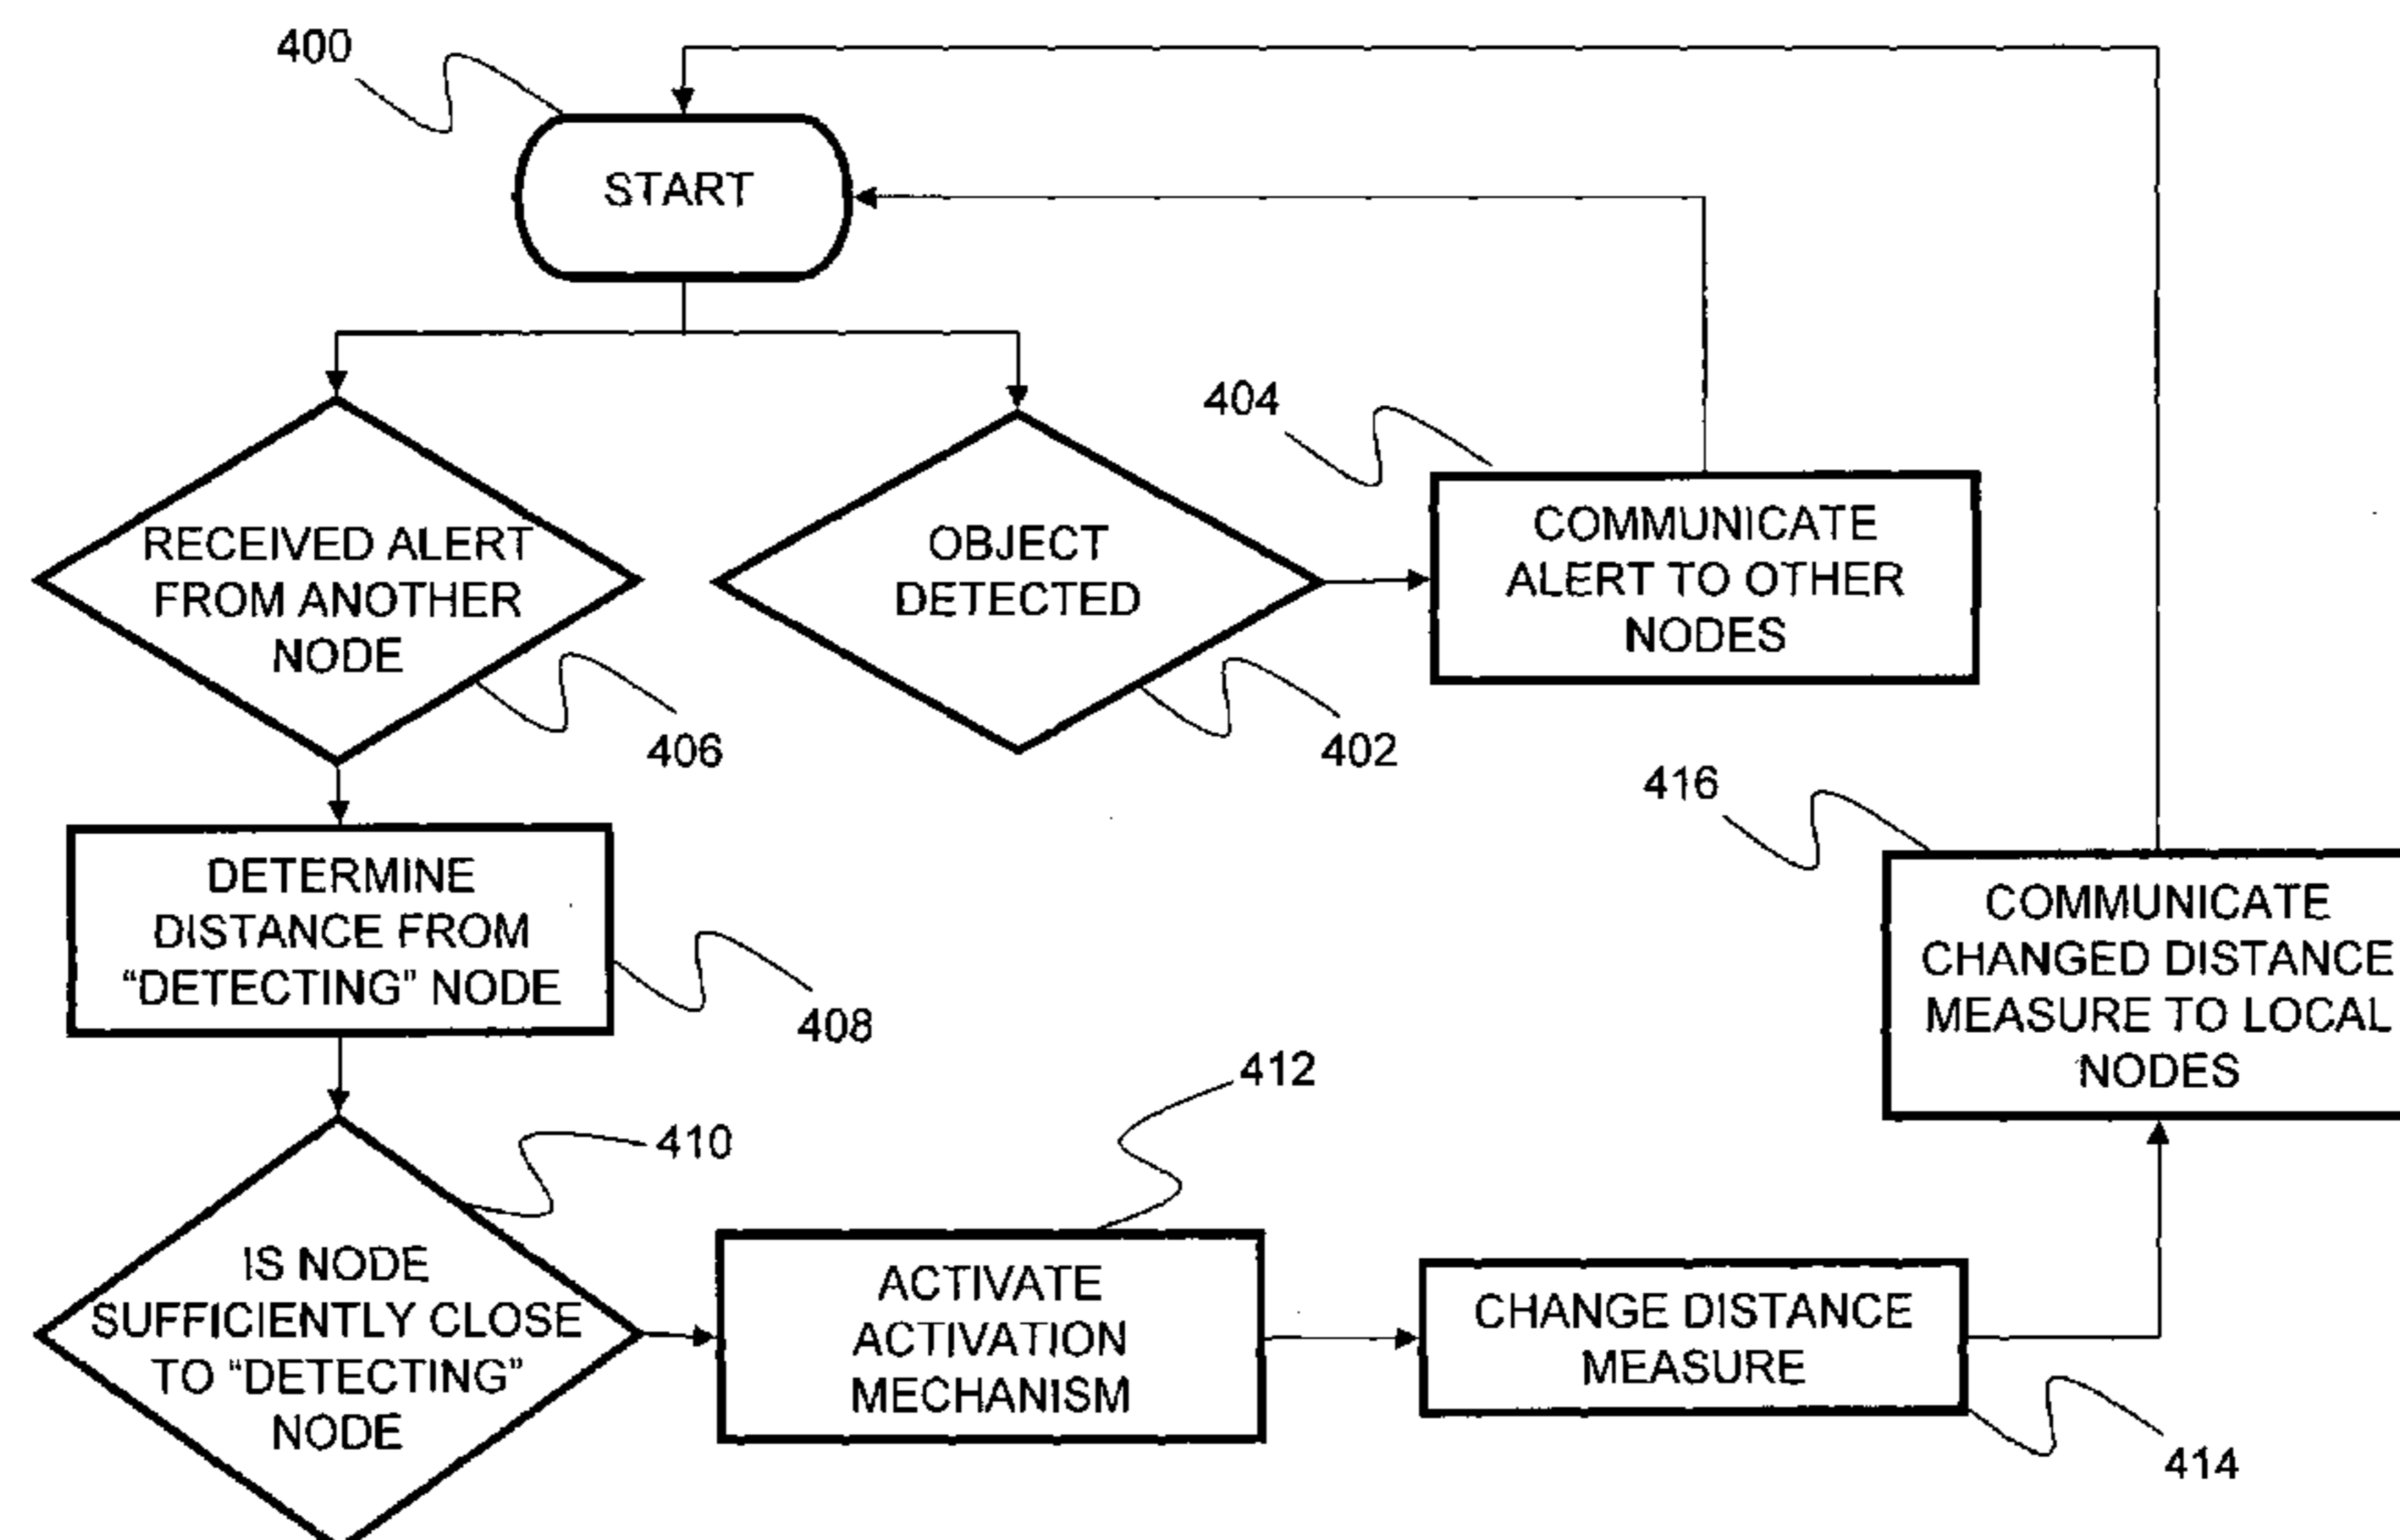 400
START
404
RECEIVED ALERT
FROM ANOTHER
NODE
OBJECT
DETECTED
COMMUNICATE
ALERT TO OTHER
NODES
406
402
416
DETERMINE
DISTANCE FROM
“DETECTING” NODE
408
COMMUNICATE
CHANGED DISTANCE
MEASURE TO LOCAL
NODES
412
410
IS NODE
SUFFICIENTLY CLOSE
TO “DETECTING”
NODE
ACTIVATE
ACTIVATION
MECHANISM
CHANGE DISTANCE
MEASURE
414